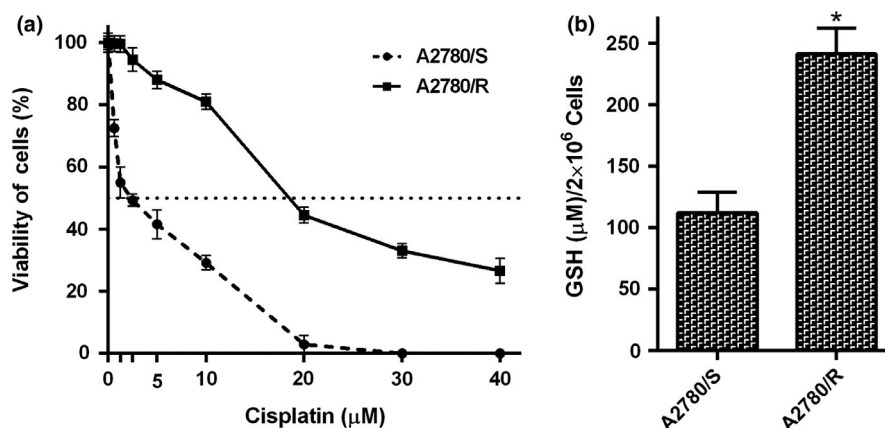 (a)
Viability of cells (%)
100
80
60
40
20
0
A2780/S
A2780/R
0 5 10 20 30 40
Cisplatin (μM)
(b)
GSH (μM)/2×10⁶ Cells
250
200
150
100
50
0
*
A2780/S
A2780/R